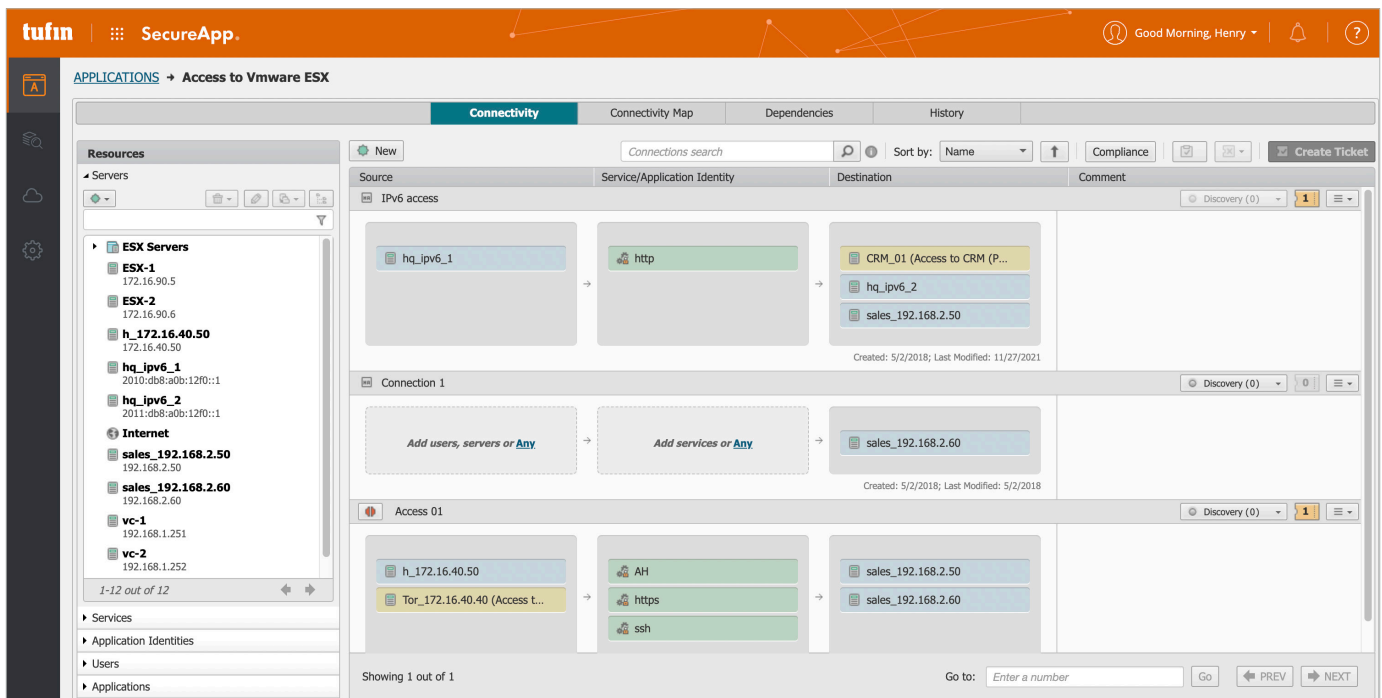 tufin SecureApp. Good Morning, Henry ?
A APPLICATIONS → Access to Vmware ESX
Connectivity Connectivity Map Dependencies History
Resources
Servers
ESX Servers
ESX-1
172.16.90.5
ESX-2
172.16.90.6
h_172.16.40.50
172.16.40.50
hq_ipv6_1
2010:db8:a0b:12f0::1
hq_ipv6_2
2011:db8:a0b:12f0::1
Internet
sales_192.168.2.50
192.168.2.50
sales_192.168.2.60
192.168.2.60
vc-1
192.168.1.251
vc-2
192.168.1.252
1-12 out of 12
Services
Application Identities
Users
Applications
New Connections search Sort by: Name Compliance Create Ticket
Source Service/Application Identity Destination Comment
IPv6 access Discovery (0) 1
hq_ipv6_1 http CRM_01 (Access to CRM (P...
hq_ipv6_2
sales_192.168.2.50
Created: 5/2/2018; Last Modified: 11/27/2021
Connection 1 Discovery (0) 0
Add users, servers or Any Add services or Any sales_192.168.2.60
Created: 5/2/2018; Last Modified: 5/2/2018
Access 01 Discovery (0) 1
h_172.16.40.50 AH sales_192.168.2.50
Tor_172.16.40.40 (Access t... https sales_192.168.2.60
ssh
Showing 1 out of 1 Go to: Enter a number Go PREV NEXT